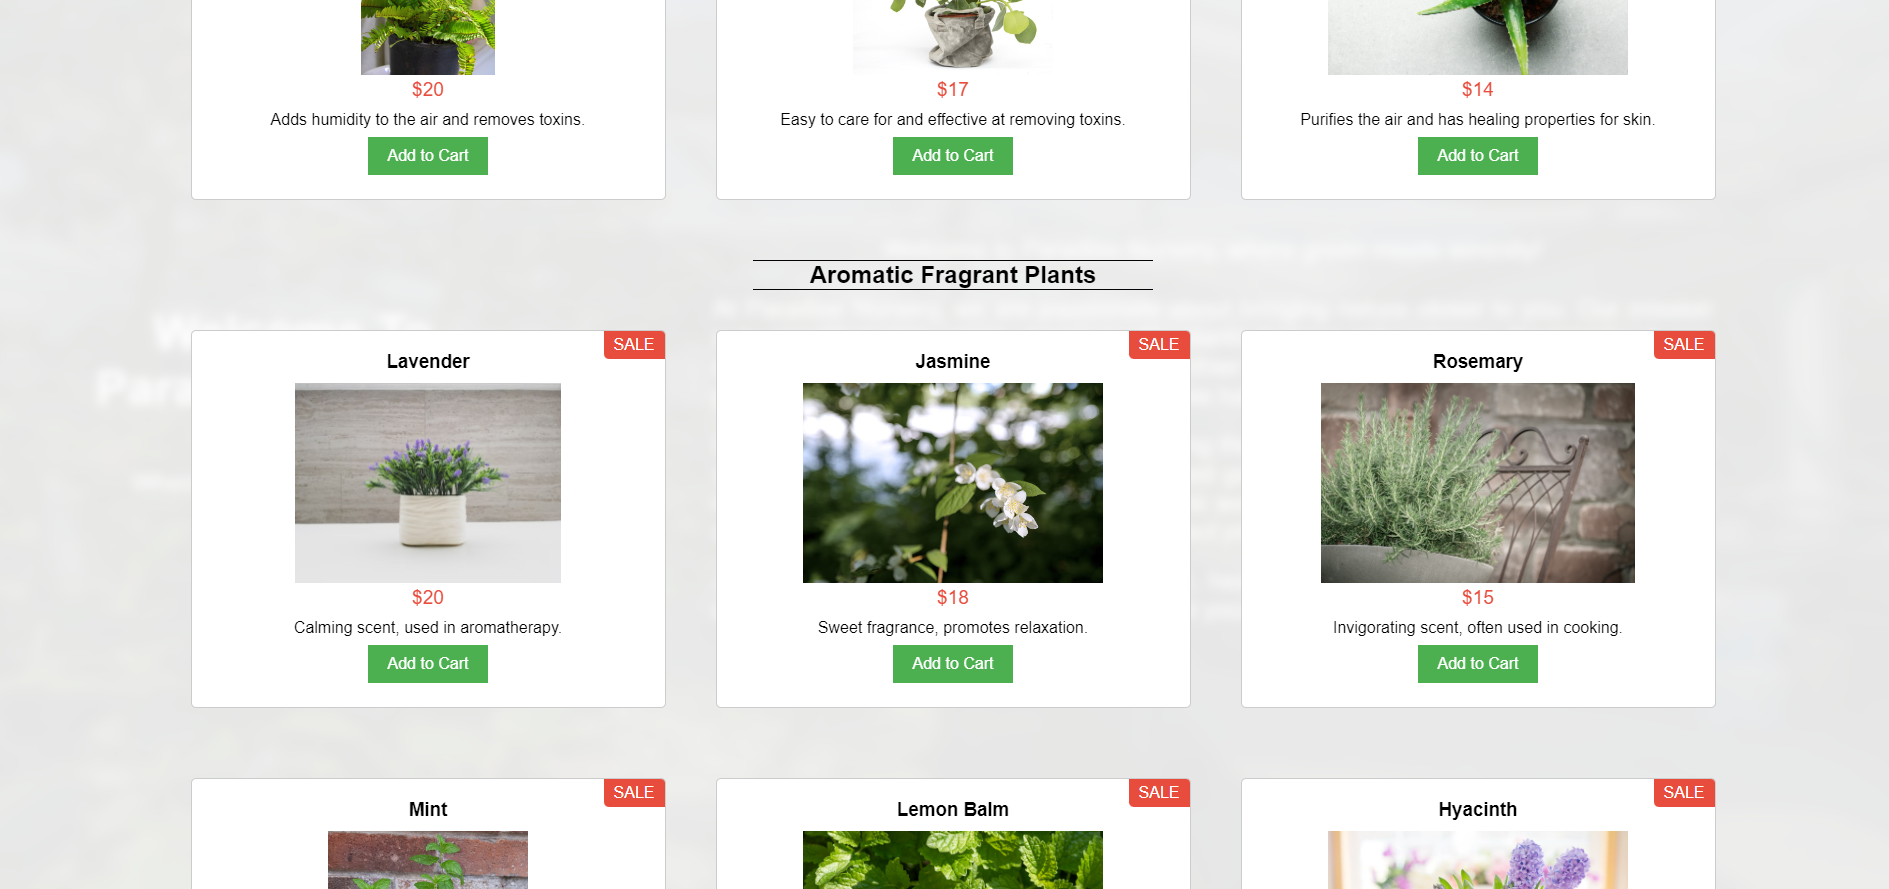 $20
$17
$14
Adds humidity to the air and removes toxins.
Easy to care for and effective at removing toxins.
Purifies the air and has healing properties for skin.
Add to Cart
Add to Cart
Add to Cart
Aromatic Fragrant Plants
SALE
SALE
SALE
Lavender
Jasmine
Rosemary
$20
$18
$15
Calming scent, used in aromatherapy.
Sweet fragrance, promotes relaxation.
Invigorating scent, often used in cooking.
Add to Cart
Add to Cart
Add to Cart
SALE
SALE
SALE
Mint
Lemon Balm
Hyacinth